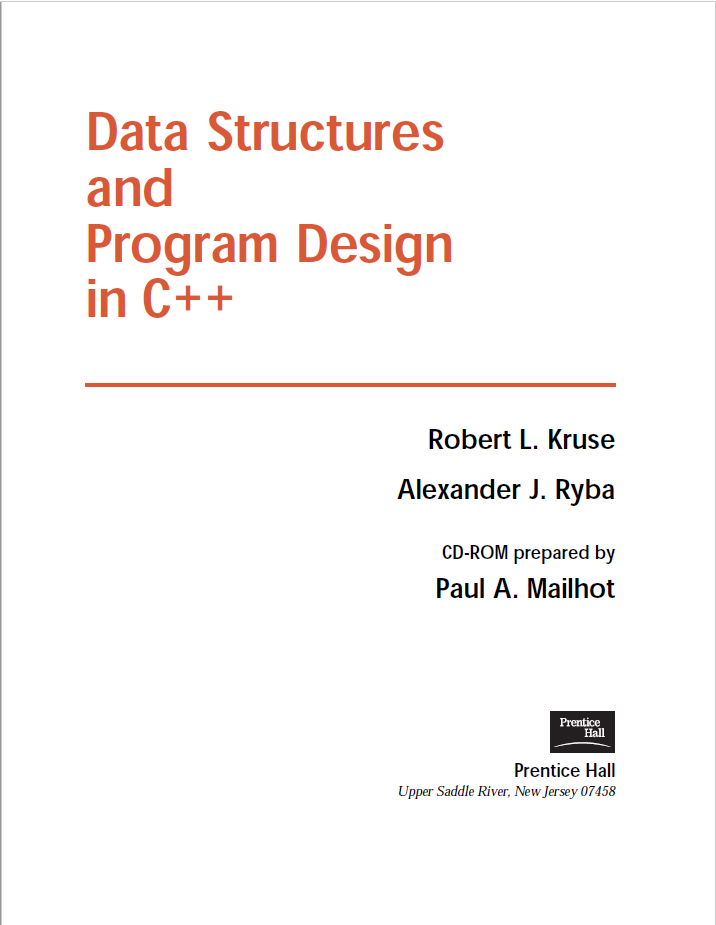 Data Structures
and
Program Design
in C++
Robert L. Kruse
Alexander J. Ryba
CD-ROM prepared by
Paul A. Mailhot
Prentice
Hall
Prentice Hall
Upper Saddle River, New Jersey 07458